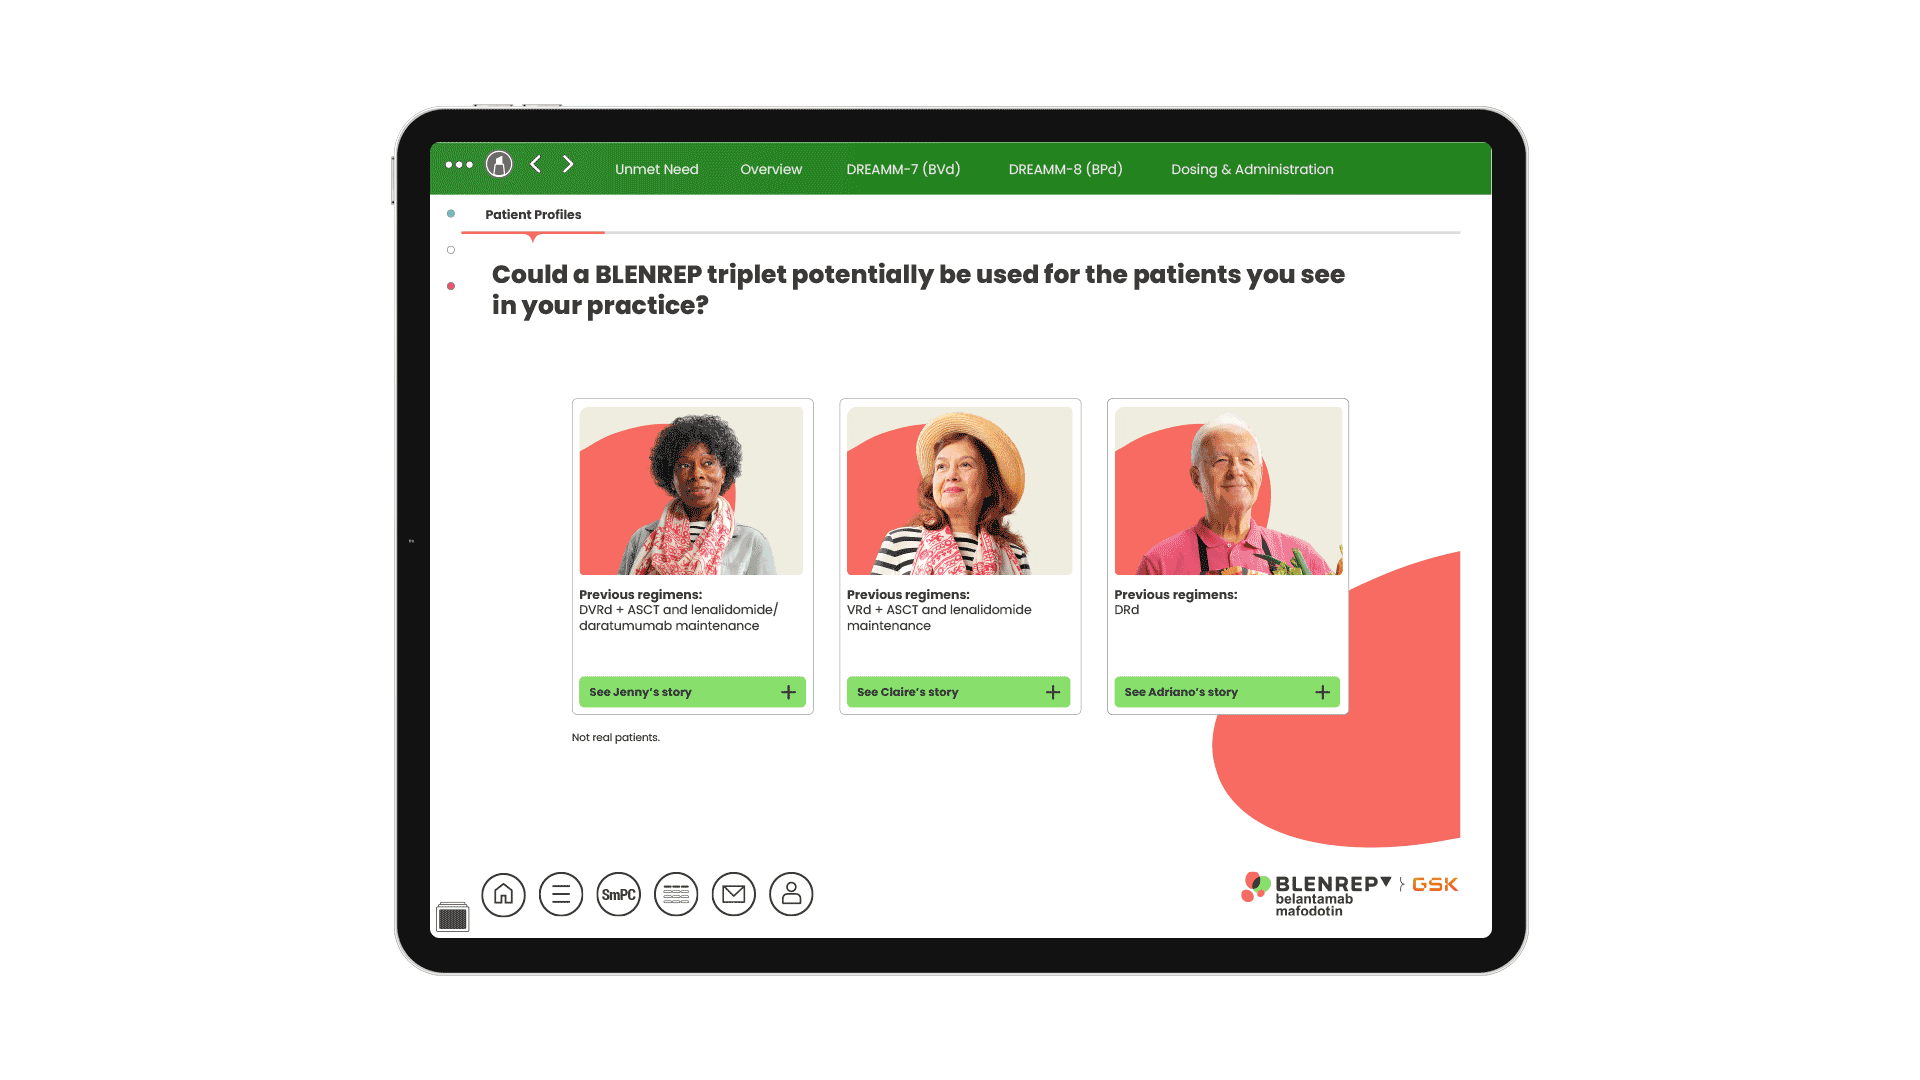 Unmet Need
Overview
DREAMM-7 (BVd)
DREAMM-8 (BPd)
Dosing & Administration
Patient Profiles
Could a BLENREP triplet potentially be used for the patients you see
in your practice?
Previous regimens:
DVRd + ASCT and lenalidomide/
daratumumab maintenance
See Jenny's story
Previous regimens:
VRd + ASCT and lenalidomide
maintenance
See Claire's story
Previous regimens:
DRd
See Adriano's story
Not real patients.
SmPC
BLENREP▼
belantamab
mafodotin
GSK